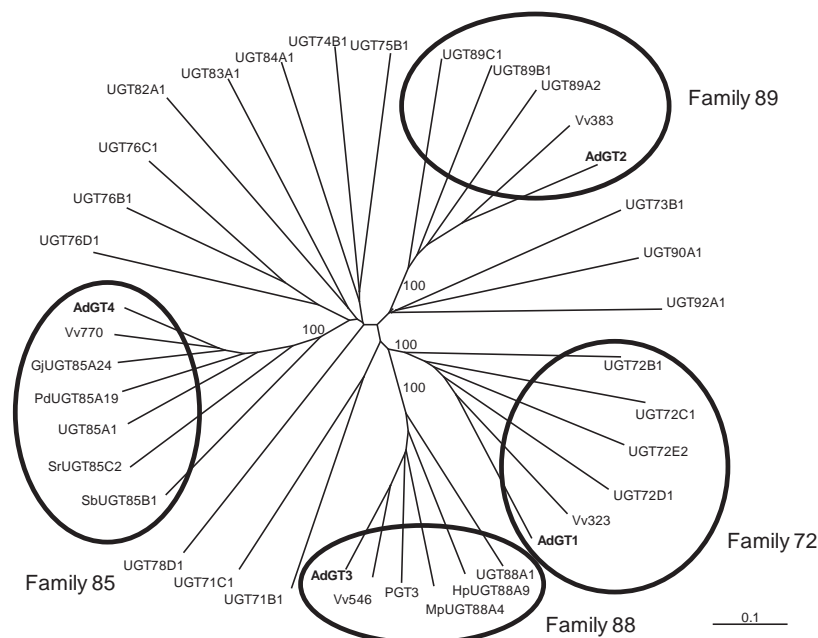 UGT74B1
UGT75B1
UGT84A1
UGT83A1
UGT82A1
UGT76C1
UGT76B1
UGT76D1
UGT89C1
UGT89B1
UGT89A2
Vv383
AdGT2
Family 89
UGT73B1
UGT90A1
UGT92A1
100
100
100
100
AdGT4
Vv770
GjUGT85A24
PdUGT85A19
UGT85A1
SrUGT85C2
SbUGT85B1
Family 85
UGT72B1
UGT72C1
UGT72E2
UGT72D1
Vv323
AdGT1
Family 72
UGT78D1
UGT71C1
UGT71B1
AdGT3
Vv546
PGT3
MpUGT88A4
HpUGT88A9
UGT88A1
Family 88
0.1